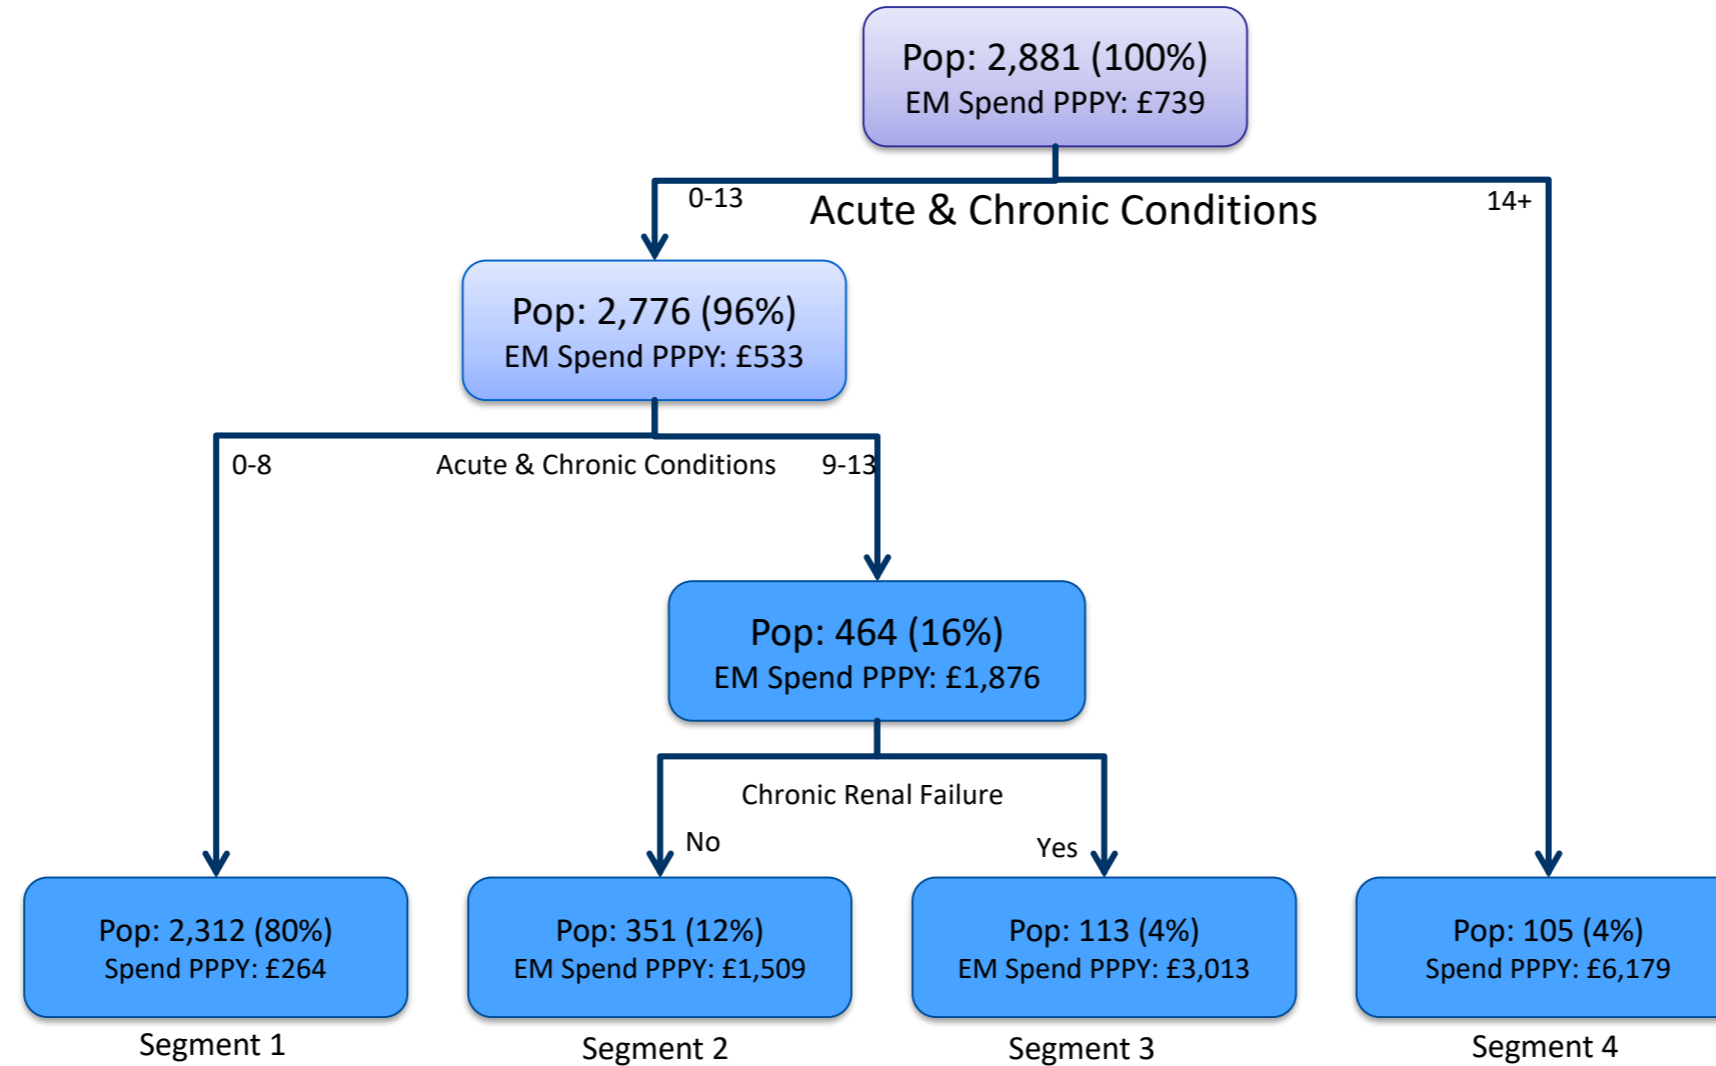 Pop: 2,881 (100%)
EM Spend PPPY: £739
0-13
Acute & Chronic Conditions
14+
Pop: 2,776 (96%)
EM Spend PPPY: £533
0-8
Acute & Chronic Conditions
9-13
Pop: 464 (16%)
EM Spend PPPY: £1,876
Chronic Renal Failure
No
Yes
Pop: 2,312 (80%)
Spend PPPY: £264
Segment 1
Pop: 351 (12%)
EM Spend PPPY: £1,509
Segment 2
Pop: 113 (4%)
EM Spend PPPY: £3,013
Segment 3
Pop: 105 (4%)
Spend PPPY: £6,179
Segment 4